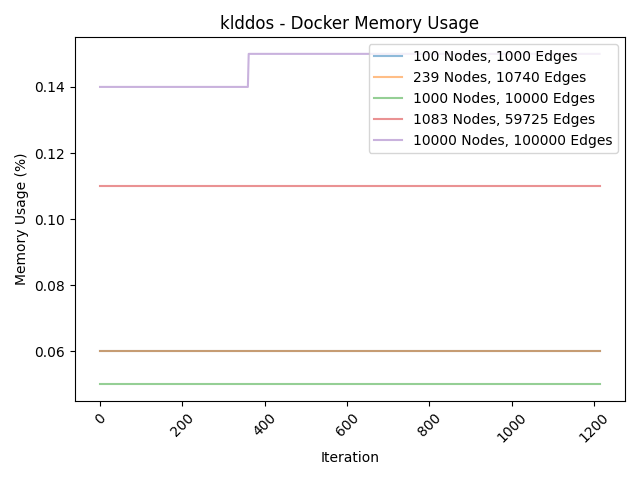 klddos - Docker Memory Usage
Memory Usage (%)
0.14
0.12
0.10
0.08
0.06
100 Nodes, 1000 Edges
239 Nodes, 10740 Edges
1000 Nodes, 10000 Edges
1083 Nodes, 59725 Edges
10000 Nodes, 100000 Edges
0
200
400
600
800
1000
1200
Iteration